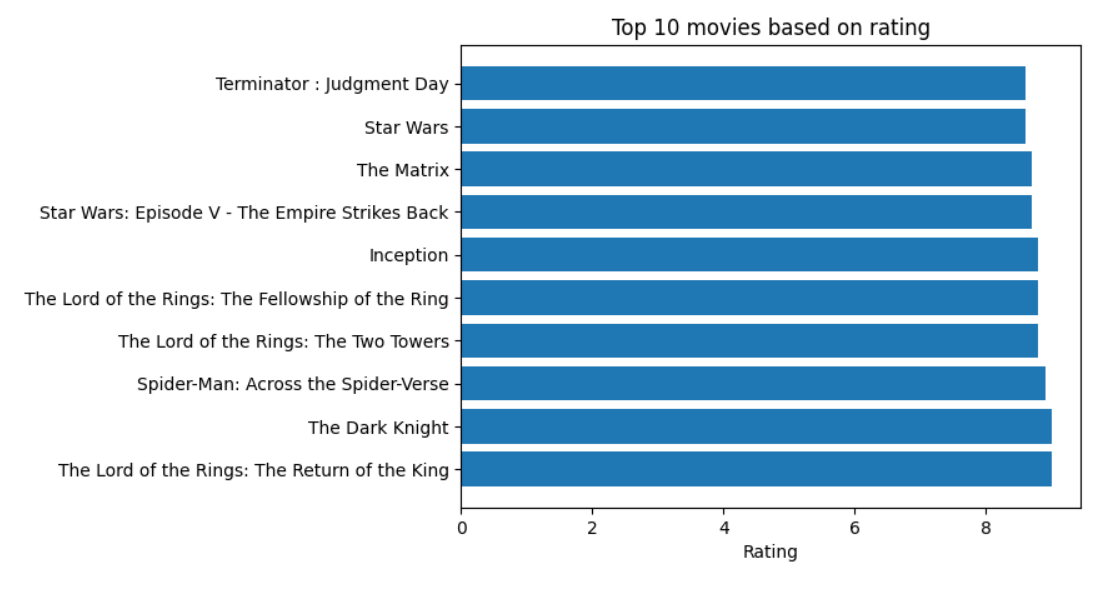 Top 10 movies based on rating
Terminator : Judgment Day
Star Wars
The Matrix
Star Wars: Episode V - The Empire Strikes Back
Inception
The Lord of the Rings: The Fellowship of the Ring
The Lord of the Rings: The Two Towers
Spider-Man: Across the Spider-Verse
The Dark Knight
The Lord of the Rings: The Return of the King
0 2 4 6 8
Rating